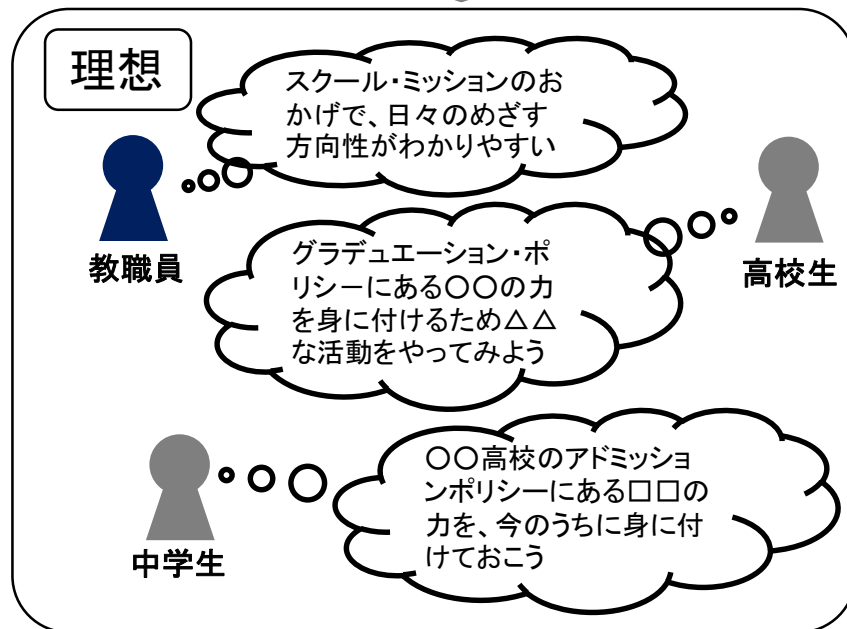 理想
スクール・ミッションのお
かげで、日々のめざす
方向性がわかりやすい
教職員
高校生
グラデュエーション・ポ
リシーにある〇〇の力
を身に付けるため△△
な活動をやってみよう
〇〇高校のアドミッショ
ンポリシーにある□□の
力を、今のうちに身に付
けておこう
中学生